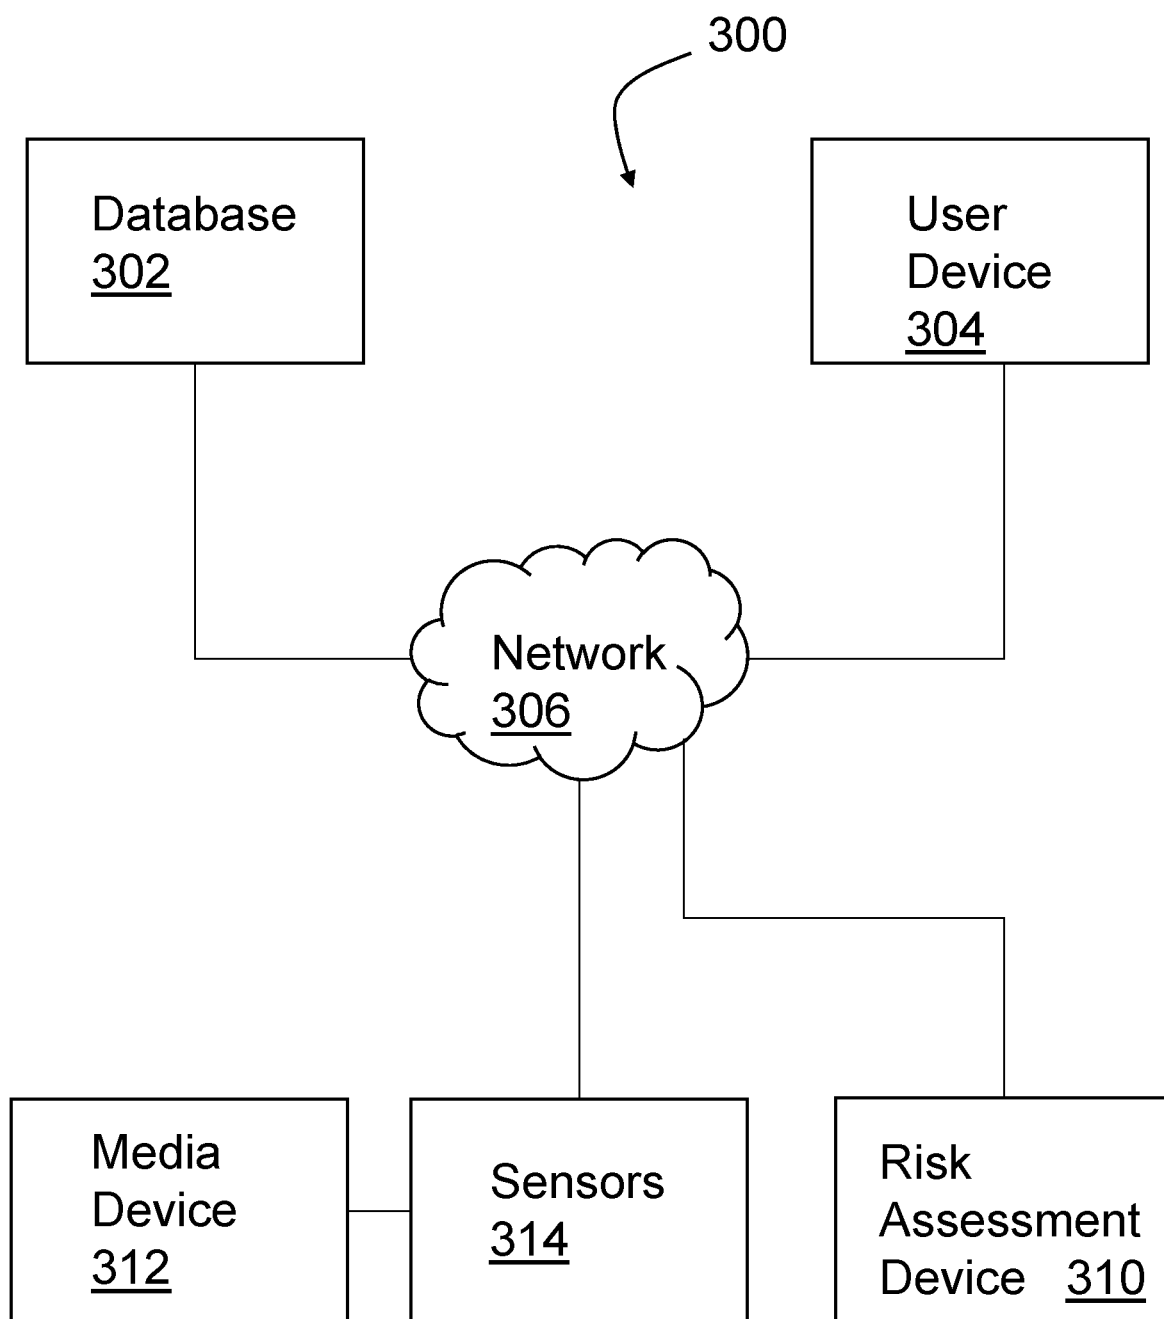 300
Database
302
User
Device
304
Network
306
Media
Device
312
Sensors
314
Risk
Assessment
Device 310